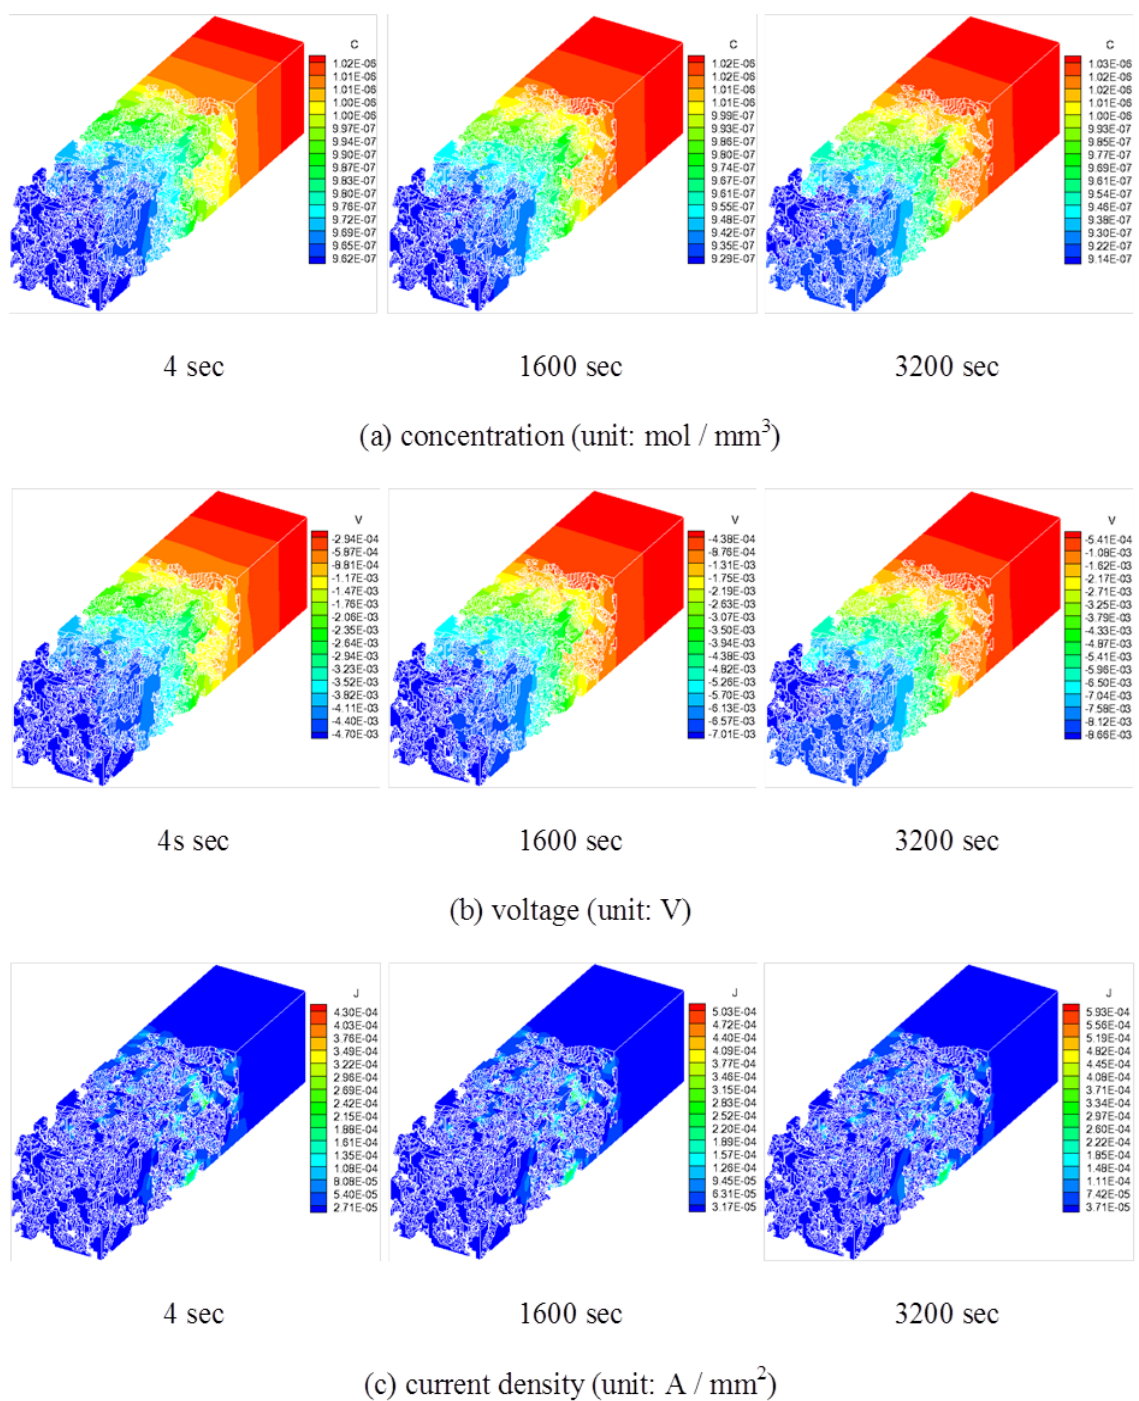 C
1.02E-06
1.01E-06
1.01E-06
1.00E-06
1.00E-06
9.97E-07
9.94E-07
9.90E-07
9.87E-07
9.83E-07
9.80E-07
9.76E-07
9.72E-07
9.69E-07
9.65E-07
9.62E-07
C
1.02E-06
1.02E-06
1.01E-06
1.01E-06
9.99E-07
9.93E-07
9.86E-07
9.80E-07
9.74E-07
9.67E-07
9.61E-07
9.55E-07
9.48E-07
9.42E-07
9.35E-07
9.29E-07
C
1.03E-06
1.02E-06
1.02E-06
1.01E-06
1.00E-06
9.93E-07
9.85E-07
9.77E-07
9.69E-07
9.61E-07
9.54E-07
9.46E-07
9.38E-07
9.30E-07
9.22E-07
9.14E-07
4 sec
1600 sec
3200 sec
(a) concentration (unit: mol / mm³)
V
-2.94E-04
-5.87E-04
-8.81E-04
-1.17E-03
-1.47E-03
-1.76E-03
-2.06E-03
-2.35E-03
-2.64E-03
-2.94E-03
-3.23E-03
-3.52E-03
-3.82E-03
-4.11E-03
-4.40E-03
-4.70E-03
V
-4.38E-04
-8.76E-04
-1.31E-03
-1.75E-03
-2.19E-03
-2.63E-03
-3.07E-03
-3.50E-03
-3.94E-03
-4.38E-03
-4.82E-03
-5.26E-03
-5.70E-03
-6.13E-03
-6.57E-03
-7.01E-03
V
-5.41E-04
-1.08E-03
-1.62E-03
-2.17E-03
-2.71E-03
-3.25E-03
-3.79E-03
-4.33E-03
-4.87E-03
-5.41E-03
-5.96E-03
-6.50E-03
-7.04E-03
-7.58E-03
-8.12E-03
-8.66E-03
4s sec
1600 sec
3200 sec
(b) voltage (unit: V)
J
4.30E-04
4.03E-04
3.76E-04
3.49E-04
3.22E-04
2.96E-04
2.69E-04
2.42E-04
2.15E-04
1.88E-04
1.61E-04
1.35E-04
1.08E-04
8.08E-05
5.40E-05
2.71E-05
J
5.03E-04
4.72E-04
4.40E-04
4.09E-04
3.77E-04
3.46E-04
3.15E-04
2.83E-04
2.52E-04
2.20E-04
1.89E-04
1.57E-04
1.26E-04
9.45E-05
6.31E-05
3.17E-05
J
5.93E-04
5.56E-04
5.19E-04
4.82E-04
4.45E-04
4.08E-04
3.71E-04
3.34E-04
2.97E-04
2.60E-04
2.22E-04
1.85E-04
1.48E-04
1.11E-04
7.42E-05
3.71E-05
4 sec
1600 sec
3200 sec
(c) current density (unit: A / mm²)